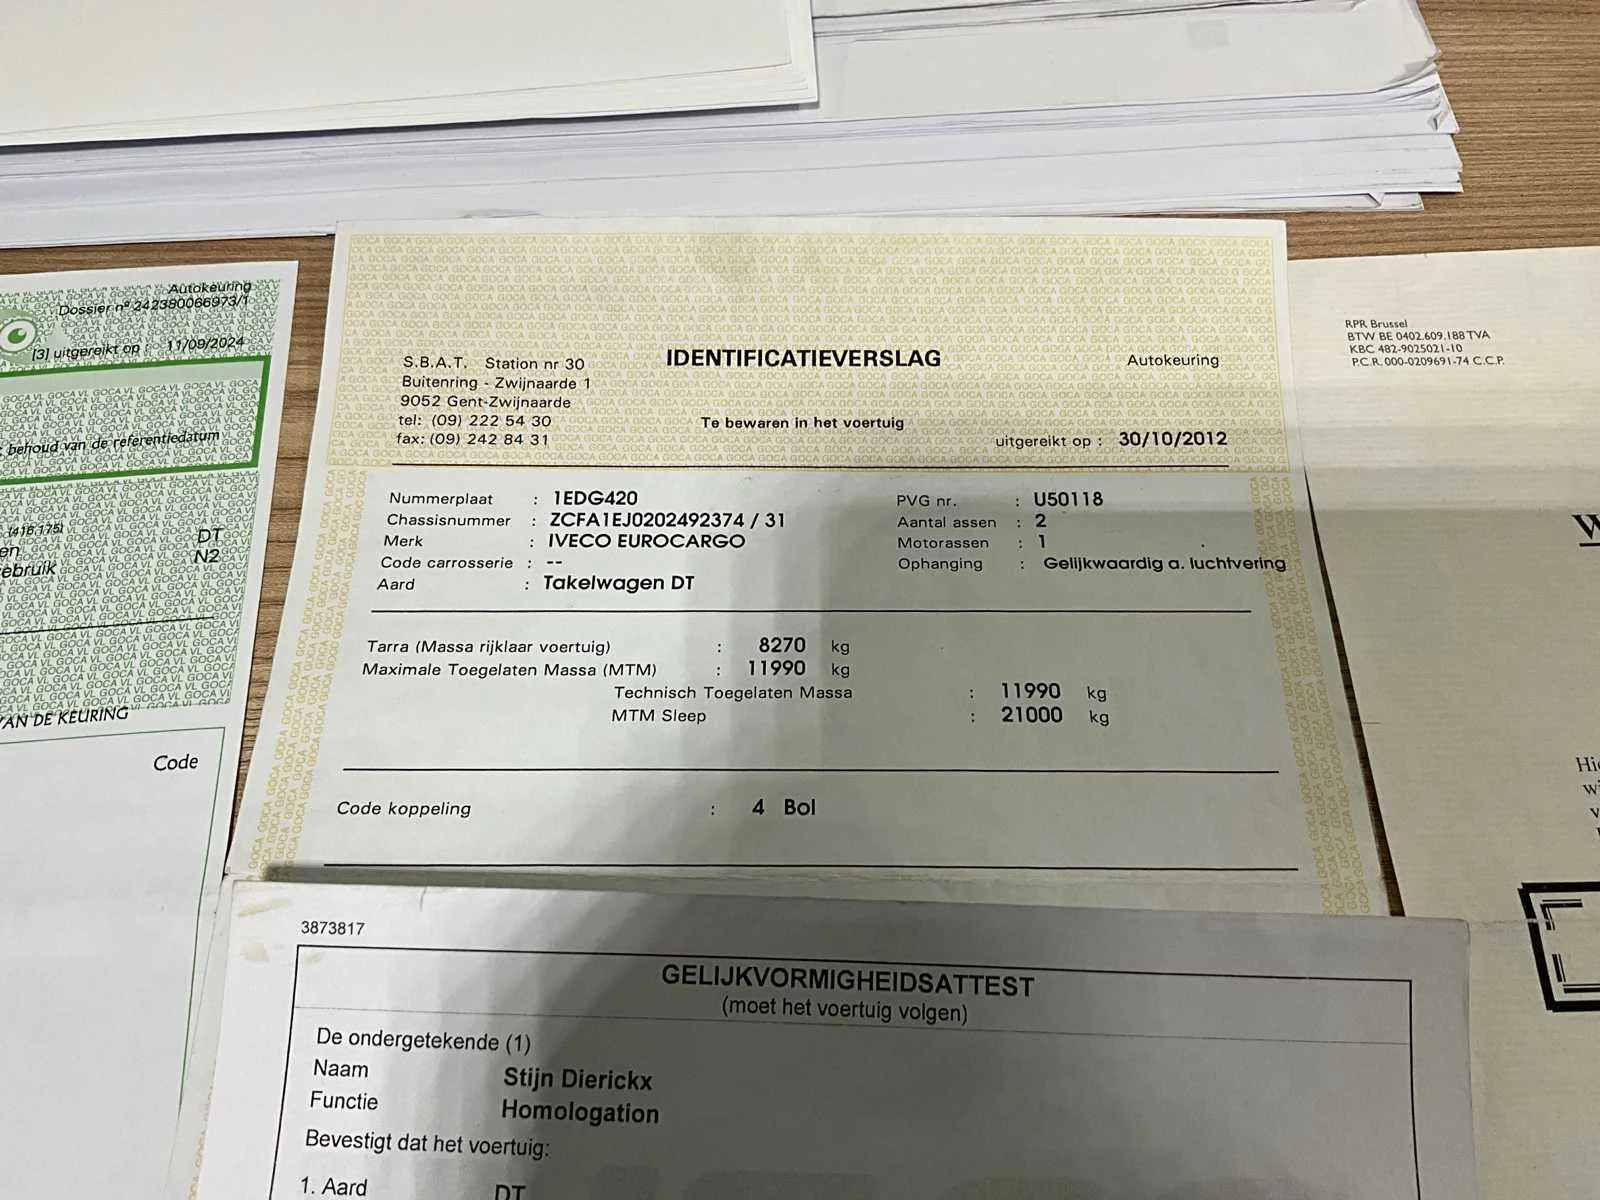 Autokeuring
Dossier nº 242380066973/1
[3] uitgereikt op : 11/09/2024
behoud van de referentiedatum
(416.175)
DT
ebruik
N2
VAN DE KEURING
Code
S.B.A.T. Station nr 30
Buitenring - Zwijnaarde 1
9052 Gent-Zwijnaarde
tel: (09) 222 54 30
fax: (09) 242 84 31
IDENTIFICATIEVERSLAG
Autokeuring
Te bewaren in het voertuig
uitgereikt op : 30/10/2012
Nummerplaat : 1EDG420
Chassisnummer : ZCFA1EJ0202492374 / 31
Merk : IVECO EUROCARGO
Code carrosserie : --
Aard : Takelwagen DT
PVG nr. : U50118
Aantal assen : 2
Motorassen : 1
Ophanging : Gelijkwaardig a. luchtvering
Tarra (Massa rijklaar voertuig) : 8270 kg
Maximale Toegelaten Massa (MTM) : 11990 kg
Technisch Toegelaten Massa : 11990 kg
MTM Sleep : 21000 kg
Code koppeling : 4 Bol
3873817
GELIJKVORMIGHEIDSATTEST
(moet het voertuig volgen)
De ondergetekende (1)
Naam Stijn Dierickx
Functie Homologation
Bevestigt dat het voertuig:
1. Aard DT
RPR Brussel
BTW BE 0402.609.188 TVA
KBC 482-9025021-10
P.C.R. 000-0209691-74 C.C.P.